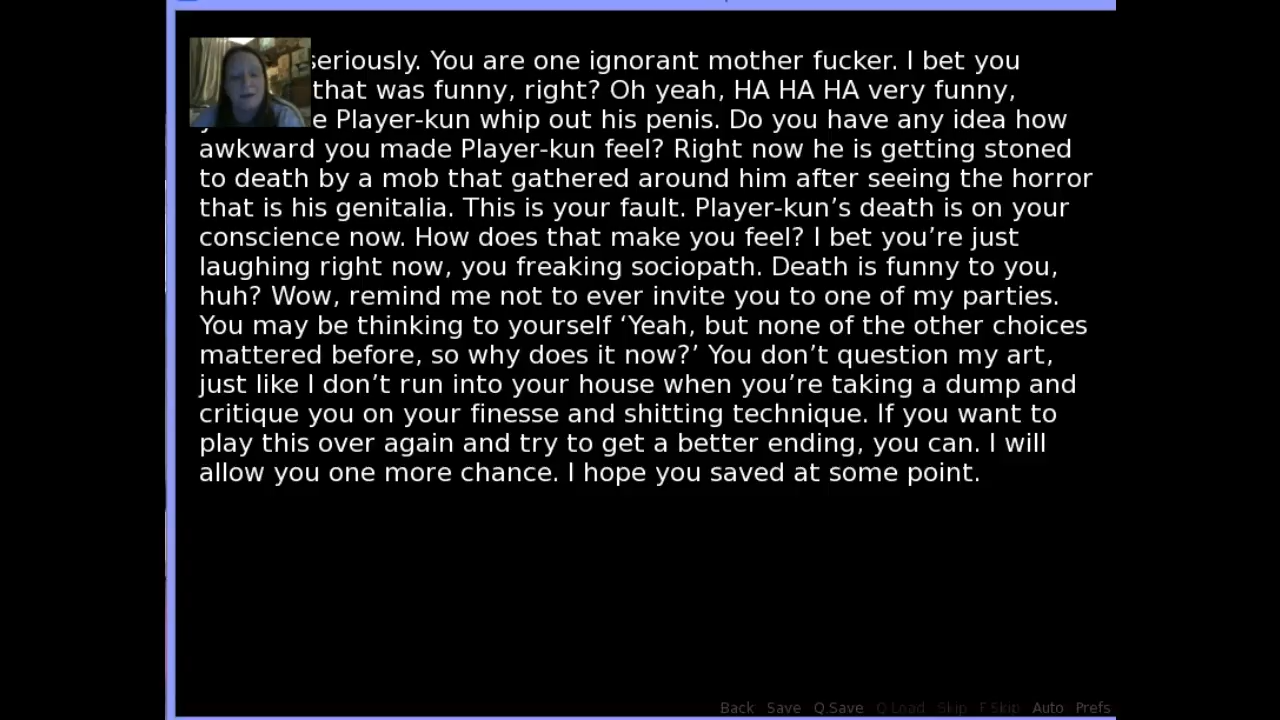 seriously. You are one ignorant mother fucker. I bet you
that was funny, right? Oh yeah, HA HA HA very funny,
Player-kun whip out his penis. Do you have any idea how
awkward you made Player-kun feel? Right now he is getting stoned
to death by a mob that gathered around him after seeing the horror
that is his genitalia. This is your fault. Player-kun’s death is on your
conscience now. How does that make you feel? I bet you’re just
laughing right now, you freaking sociopath. Death is funny to you,
huh? Wow, remind me not to ever invite you to one of my parties.
You may be thinking to yourself ‘Yeah, but none of the other choices
mattered before, so why does it now?’ You don’t question my art,
just like I don’t run into your house when you’re taking a dump and
critique you on your finesse and shitting technique. If you want to
play this over again and try to get a better ending, you can. I will
allow you one more chance. I hope you saved at some point.
Back Save Q.Save Q.Load Skip F.Skip Auto Prefs